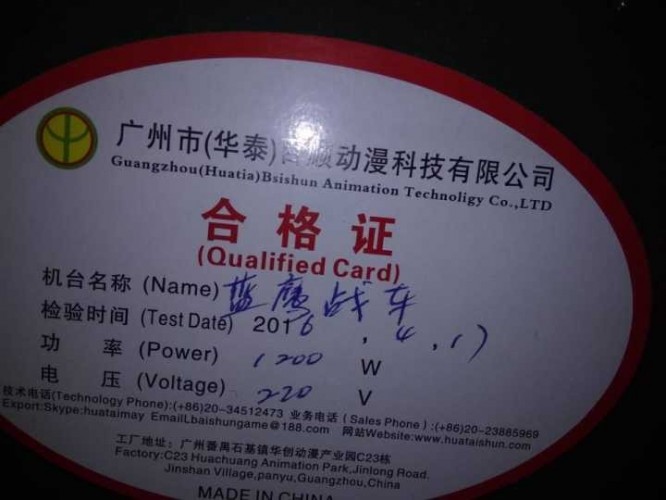 广州市(华泰)百顺动漫科技有限公司
Guangzhou(Huatia)Bsishun Animation Technoligy Co.,LTD
合格证
(Qualified Card)
机台名称 (Name) 蓝鹰战车
检验时间 (Test Date) 2016, 4, 17
功 率 (Power) 1200 W
电 压 (Voltage) 220 V
技术电话(Technology Phone):(+86)20-34512473 业务电话 (Sales Phone) :(+86)20-23885969
Export:Skype:huataimay EmailLbaishungame@188.com 网站Website:www.huataishun.com
工厂地址: 广州番禺石基镇华创动漫产业园C23栋
Factory:C23 Huachuang Animation Park,Jinlong Road.
Jinshan Village,panyu,Guangzhou,China
MADE IN CHINA